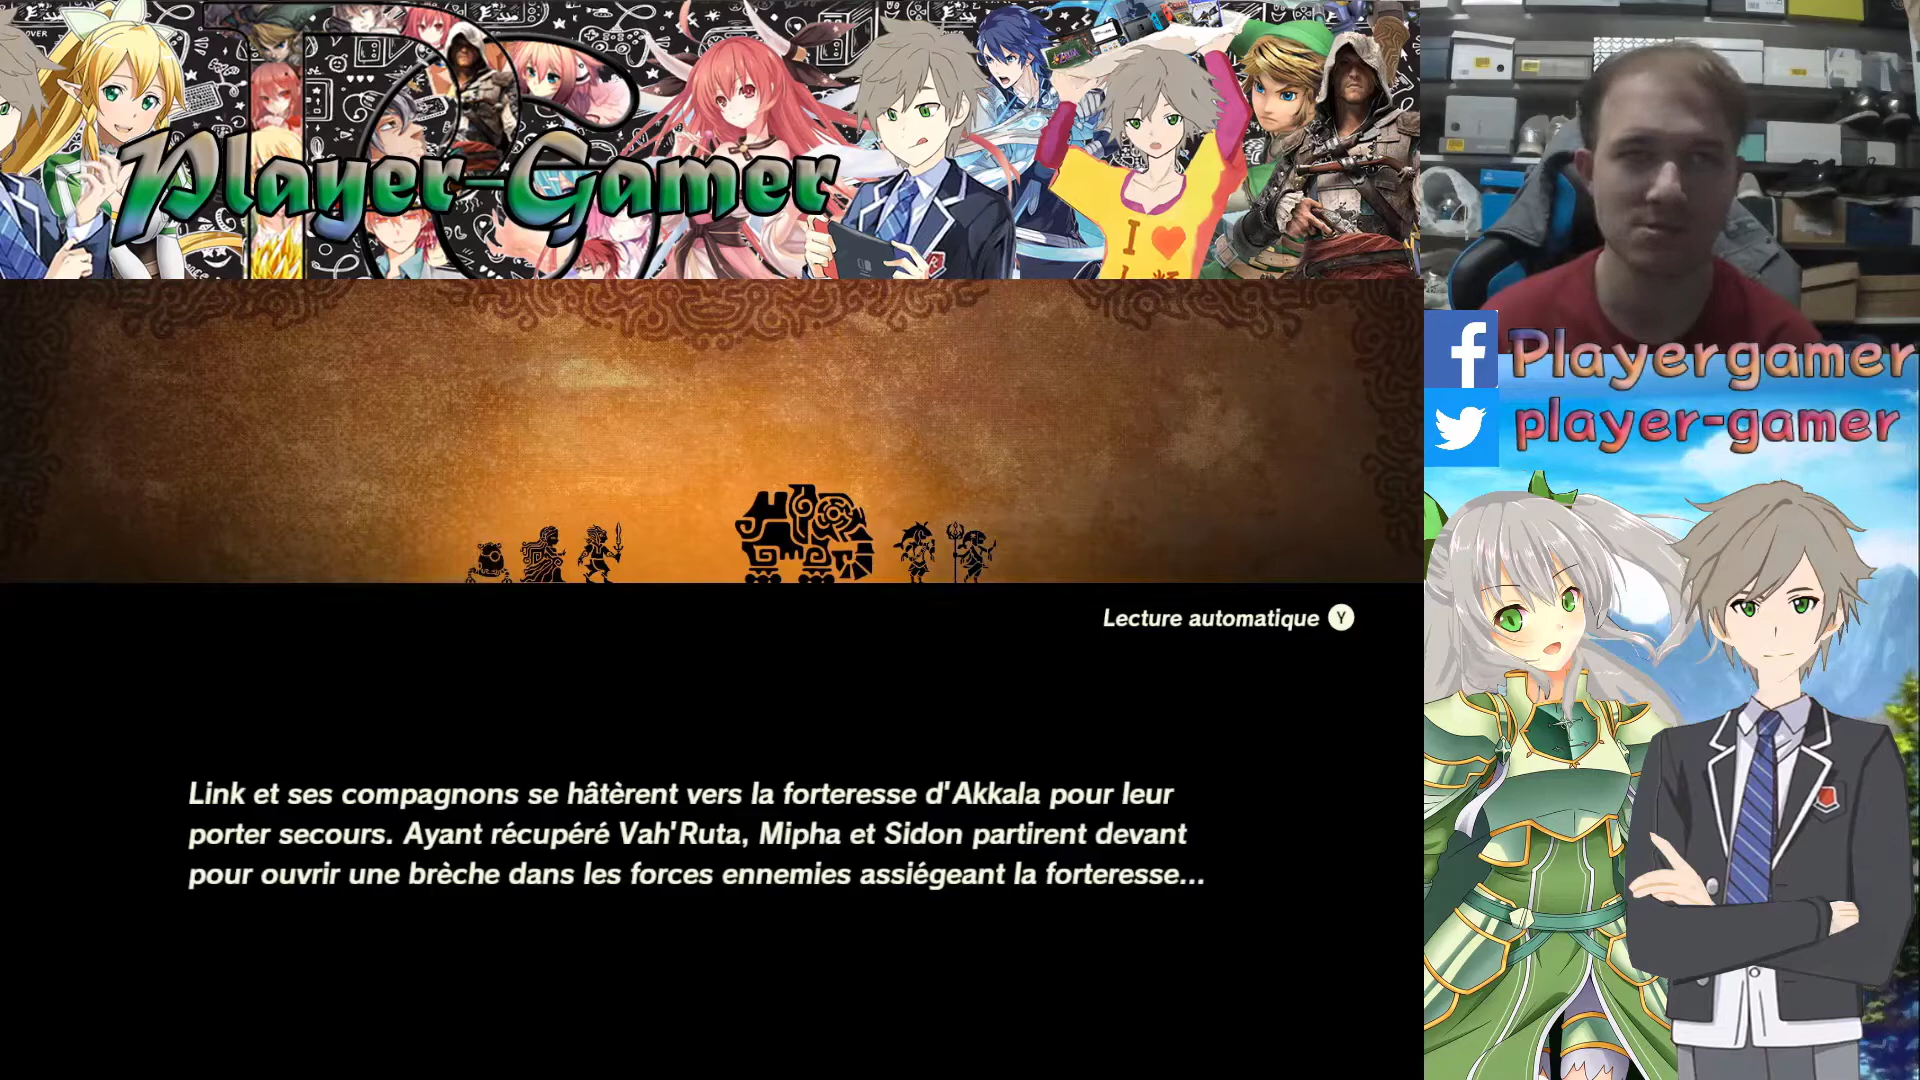 Player-Gamer
I ♥
Playergamer
player-gamer
Lecture automatique Y
Link et ses compagnons se hâtèrent vers la forteresse d'Akkala pour leur
porter secours. Ayant récupéré Vah'Ruta, Mipha et Sidon partirent devant
pour ouvrir une brèche dans les forces ennemies assiégeant la forteresse...